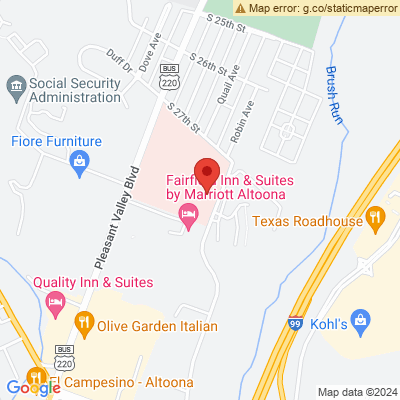 Map error: g.co/staticmaperror
S 25th St
Dove Ave
Duff Dr
BUS
220
S 26th St
Quail Ave
Brush Run
Social Security
Administration
S 27th St
Robin Ave
Fiore Furniture
Pleasant Valley Blvd
Fairfield Inn & Suites
by Marriott Altoona
Texas Roadhouse
Quality Inn & Suites
Olive Garden Italian
99
Kohl's
BUS
220
El Campesino - Altoona
Google
Map data ©2024